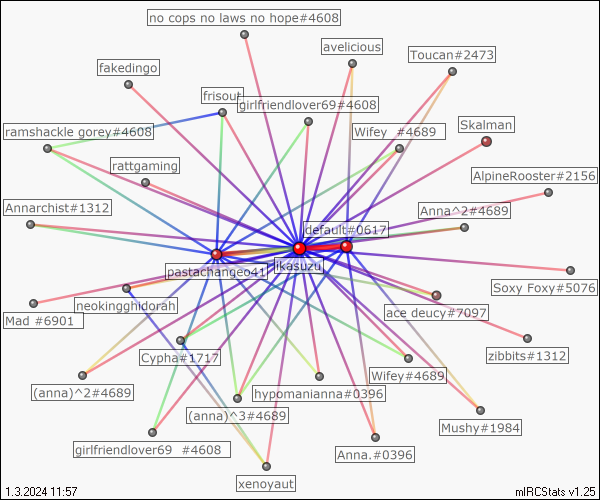 no cops no laws no hope#4608
avelicious
Toucan#2473
fakedingo
frisout
girlfriendlover69#4608
ramshackle gorey#4608
Wifey  #4689
Skalman
rattgaming
AlpineRooster#2156
Annarchist#1312
Anna^2#4689
default#0617
pastachangeo41
likasuzu
Soxy Foxy#5076
neokingghidorah
ace deucy#7097
Mad #6901
Cypha#1717
zibbits#1312
Wifey#4689
(anna)^2#4689
hypomanianna#0396
(anna)^3#4689
Mushy#1984
girlfriendlover69  #4608
Anna.#0396
xenoyaut
1.3.2024 11:57
mIRCStats v1.25